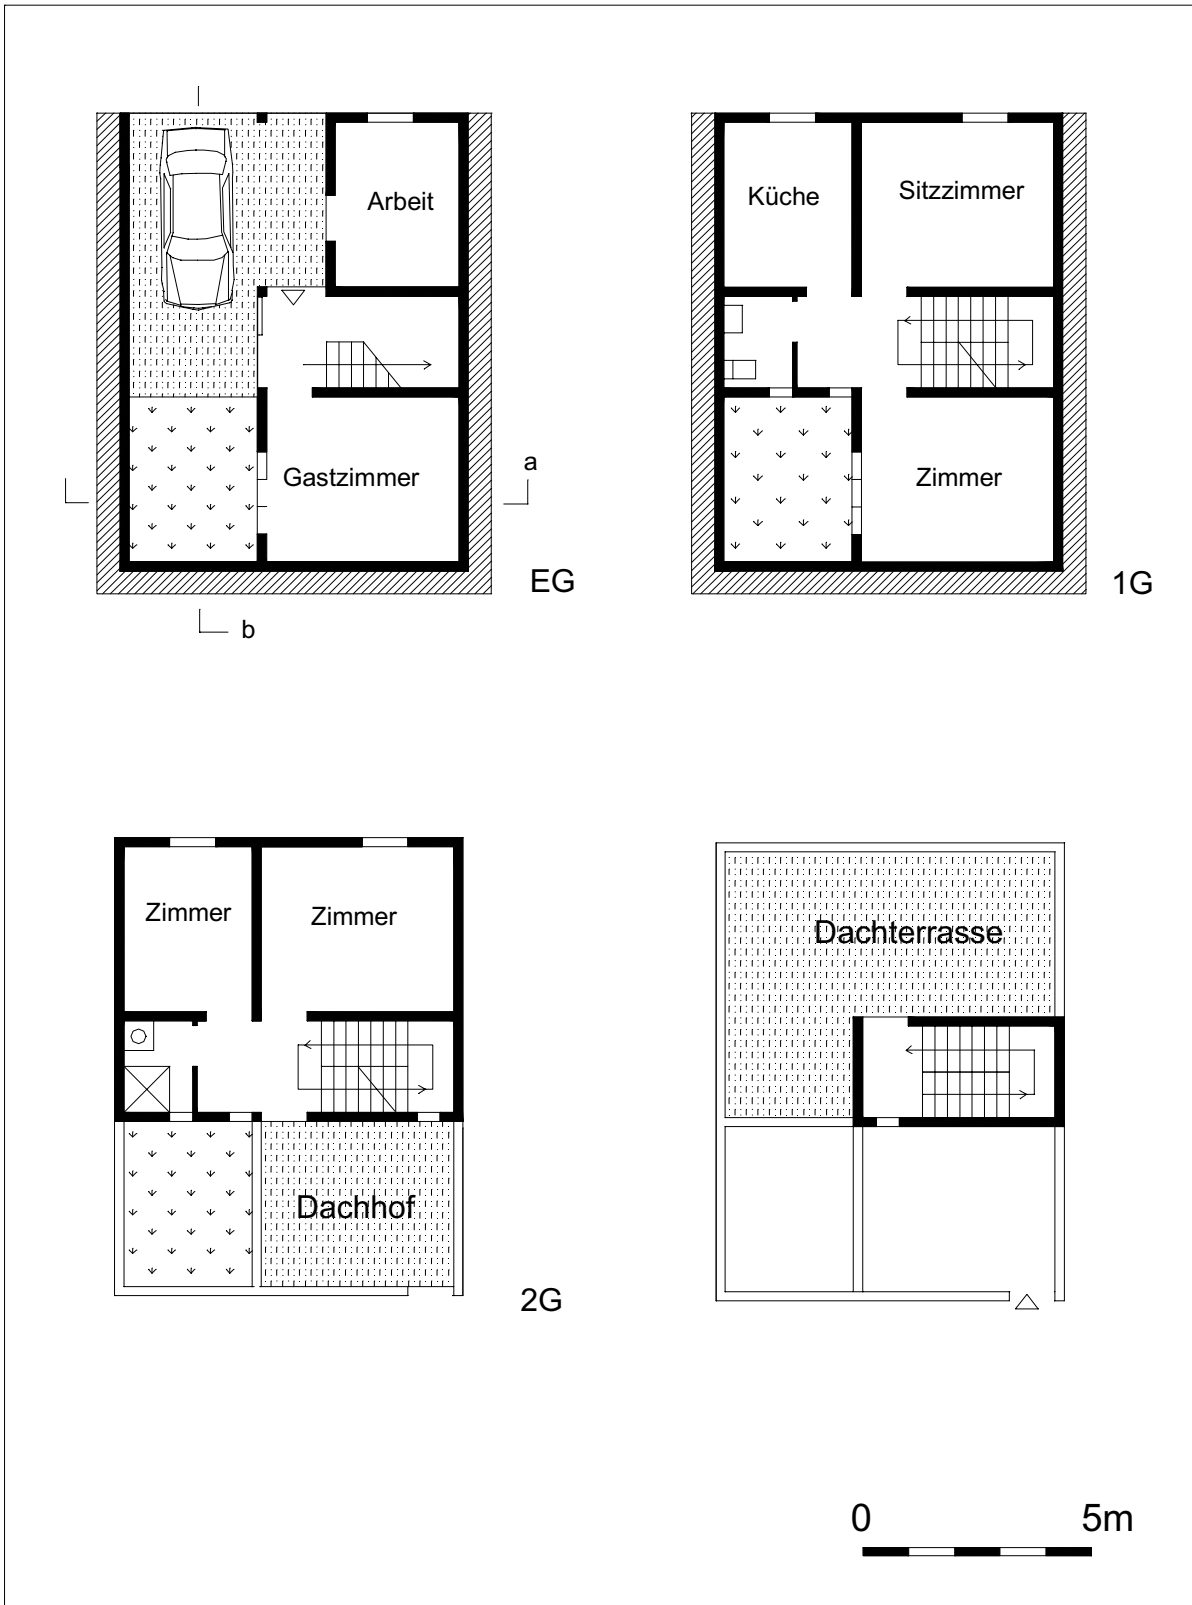 Arbeit
Gastzimmer
a
EG
b
Küche
Sitzzimmer
Zimmer
1G
Zimmer
Zimmer
Dachhof
2G
Dachterrasse
0 5m